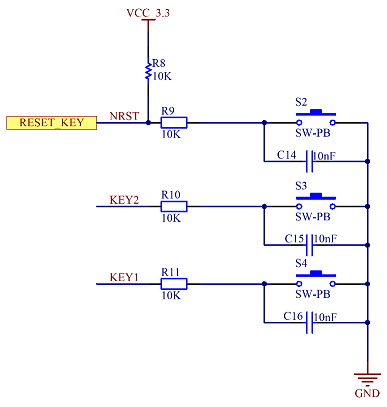 VCC_3.3
R8
10K
RESET_KEY
NRST
R9
10K
S2
SW-PB
C14
10nF
KEY2
R10
10K
S3
SW-PB
C15
10nF
KEY1
R11
10K
S4
SW-PB
C16
10nF
GND